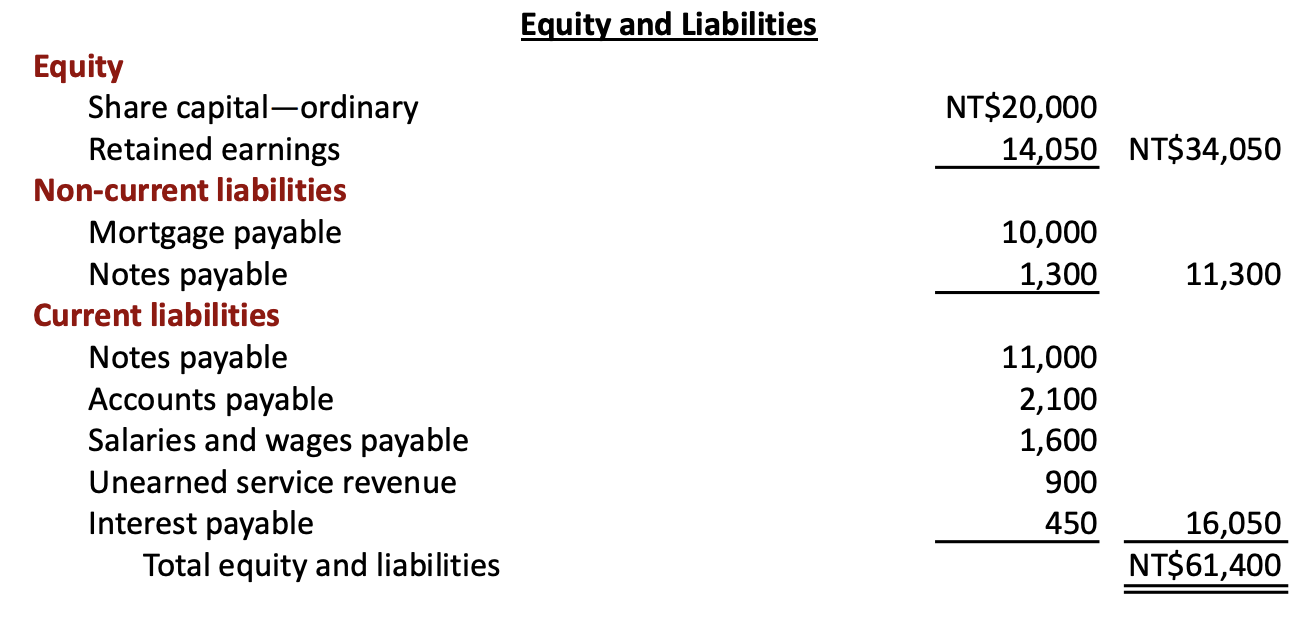 Equity and Liabilities
Equity
Share capital—ordinary NT$20,000
Retained earnings 14,050 NT$34,050
Non-current liabilities
Mortgage payable 10,000
Notes payable 1,300 11,300
Current liabilities
Notes payable 11,000
Accounts payable 2,100
Salaries and wages payable 1,600
Unearned service revenue 900
Interest payable 450 16,050
Total equity and liabilities NT$61,400